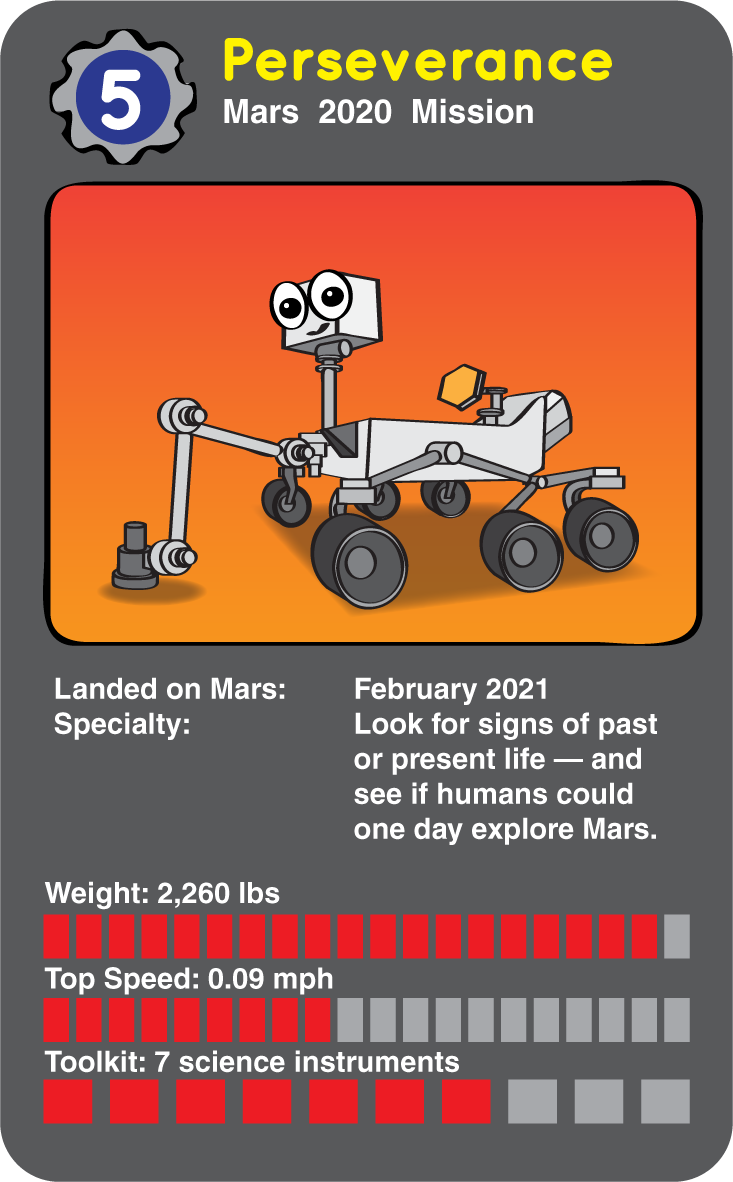 5
Perseverance
Mars 2020 Mission
Landed on Mars: February 2021
Specialty: Look for signs of past
or present life — and
see if humans could
one day explore Mars.
Weight: 2,260 lbs
Top Speed: 0.09 mph
Toolkit: 7 science instruments